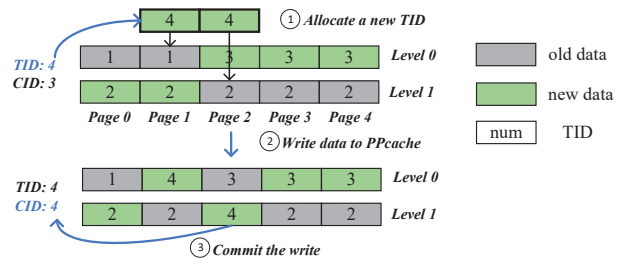 4 4 1 Allocate a new TID
TID: 4
CID: 3
1 1 3 3 3 Level 0
2 2 2 2 2 Level 1
Page 0 Page 1 Page 2 Page 3 Page 4
2 Write data to PPcache
TID: 4
CID: 4
1 4 3 3 3 Level 0
2 2 4 2 2 Level 1
3 Commit the write
old data
new data
num TID